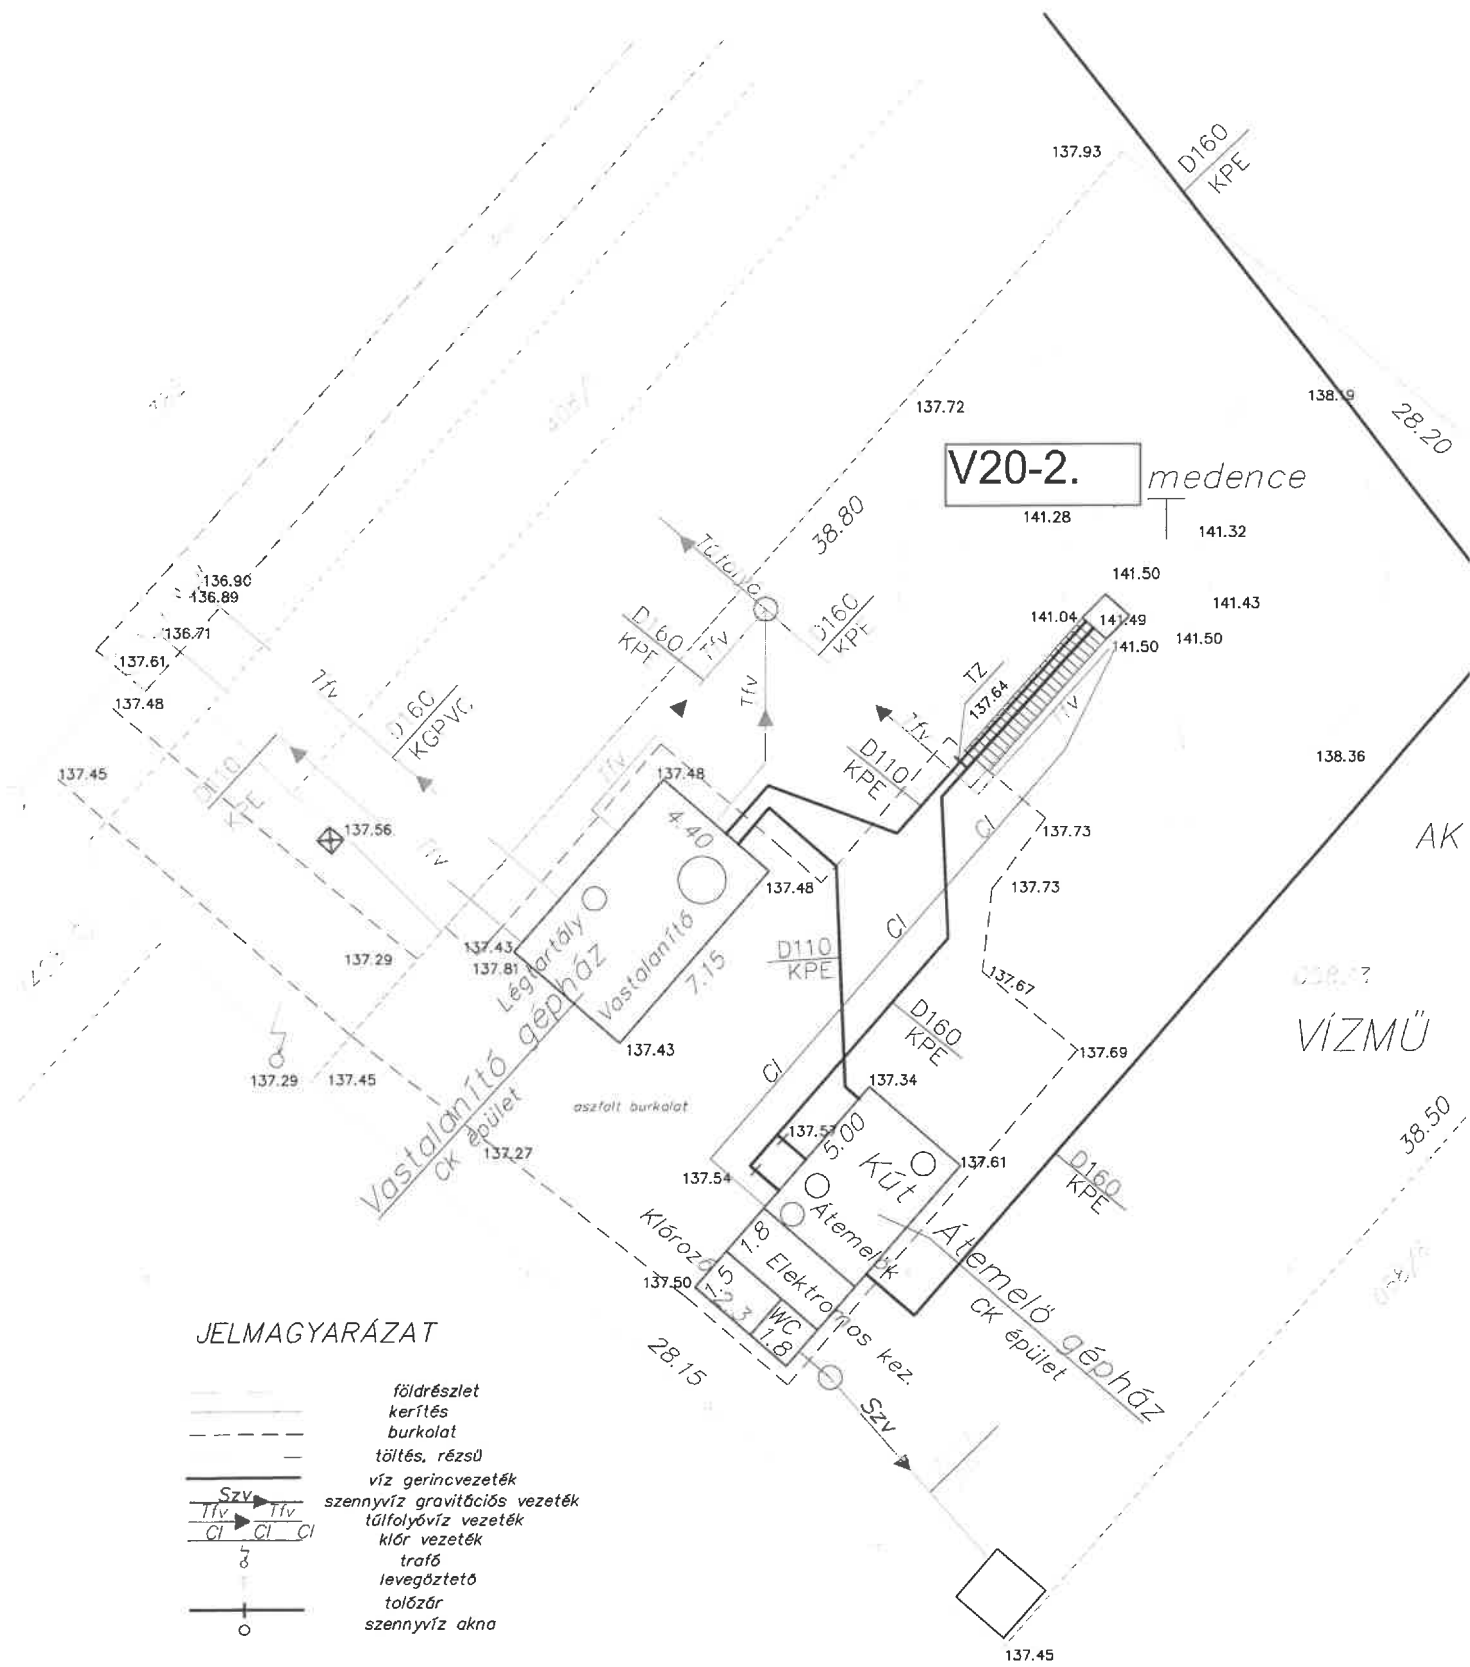 137.93
D160
KPE
137.72
138.19
28.20
V20-2.
medence
141.28
141.32
38.80
141.50
136.90
136.89
136.71
137.61
137.48
D160
KPE
Tfv
D160
141.04
141.49
141.43
141.50
141.50
TZ
137.64
Tfv
Tfv
D160
KGPVC
Tfv
Tfv
Tfv
D110
KPE
137.45
137.48
138.36
D110
KPE
137.56
Tfv
4.40
Cl
137.73
AK
137.48
137.73
Cl
137.43
137.81
137.29
Légtartály
Vastalanító
7.15
D110
KPE
137.67
VÍZMŰ
D160
KPE
137.69
137.43
Cl
137.29
137.45
137.34
aszfalt burkolat
Vastalanító gépház
CK épület
137.27
5.00
Kút
137.61
137.54
38.50
D160
KPE
Átemelők
Klórozó
1.8
Elektromos kez.
137.50
1.5
2.3
WC
1.8
28.15
Átemelő gépház
CK épület
Szv
137.45
JELMAGYARÁZAT
földrészlet
kerítés
burkolat
töltés, rézsű
víz gerincvezeték
Szv szennyvíz gravitációs vezeték
Tfv Tfv túlfolyóvíz vezeték
Cl Cl Cl klór vezeték
trafó
levegőztető
tolózár
szennyvíz akna